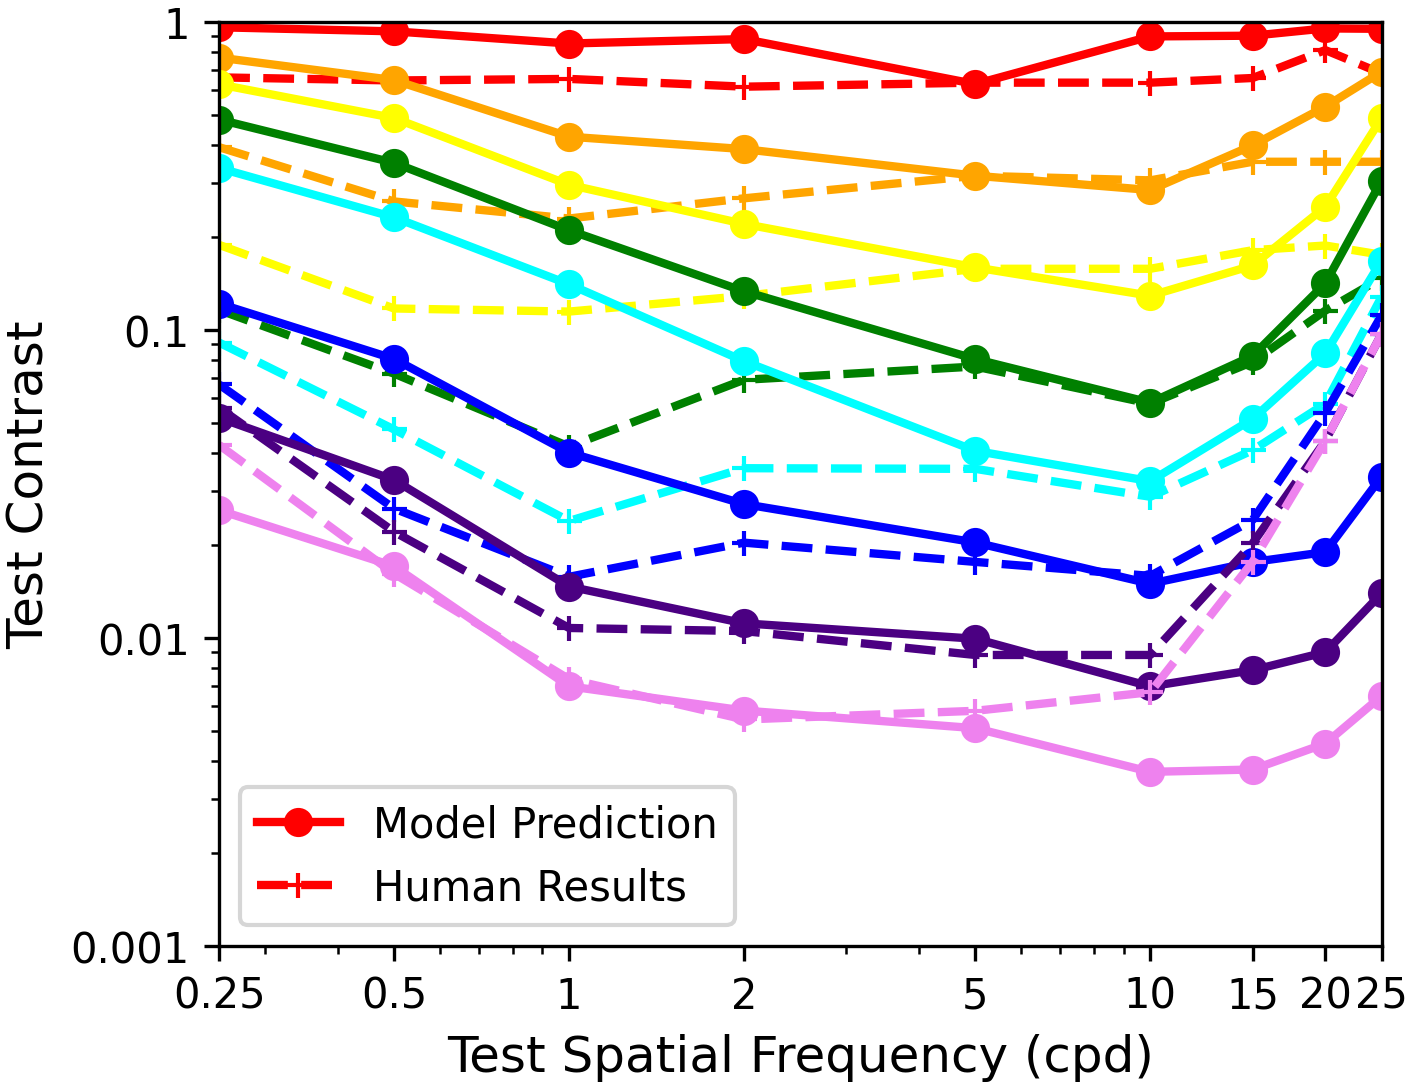 1
0.1
0.01
0.001
Test Contrast
Model Prediction
Human Results
0.25 0.5 1 2 5 10 15 20 25
Test Spatial Frequency (cpd)